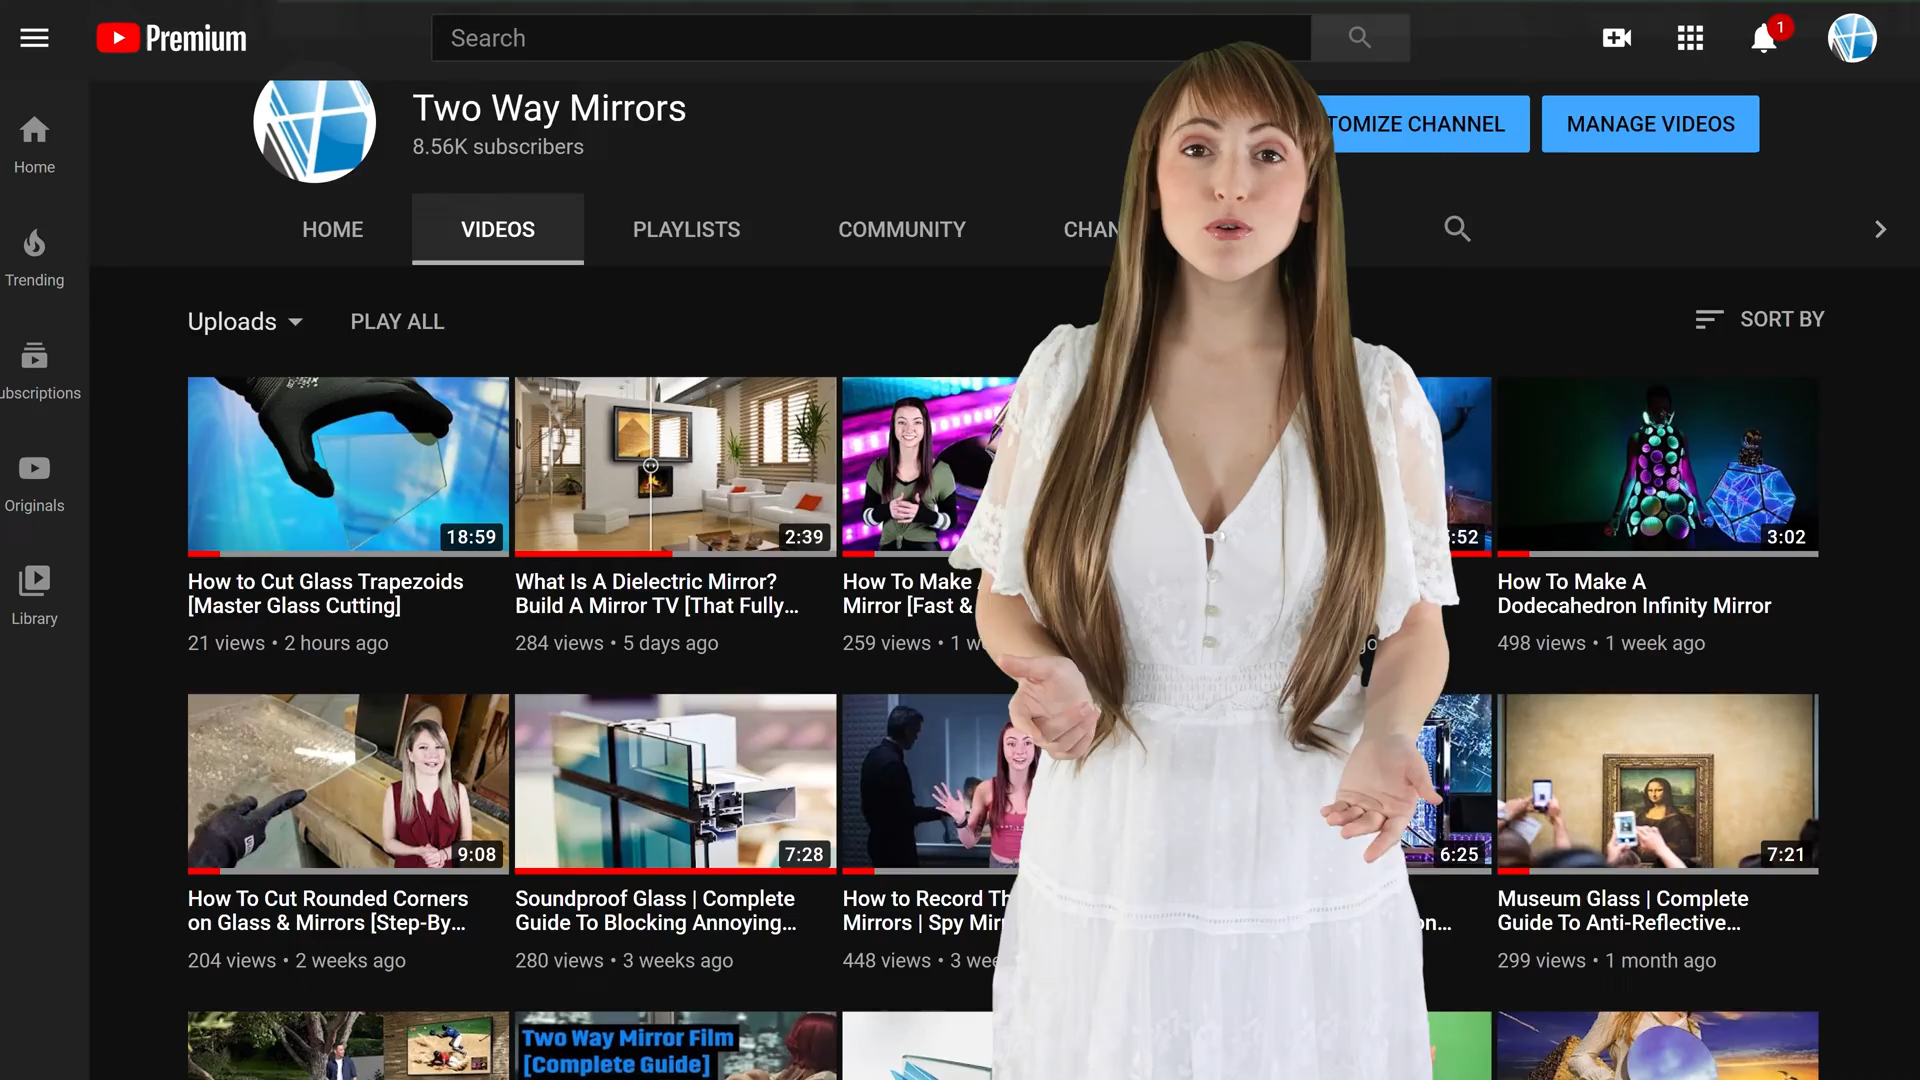 Premium
Search
1
Two Way Mirrors
8.56K subscribers
TOMIZE CHANNEL
MANAGE VIDEOS
Home
HOME
VIDEOS
PLAYLISTS
COMMUNITY
CHAN
Trending
Uploads
PLAY ALL
SORT BY
ubscriptions
Originals
Library
18:59
2:39
:52
3:02
How to Cut Glass Trapezoids
[Master Glass Cutting]
21 views • 2 hours ago
What Is A Dielectric Mirror?
Build A Mirror TV [That Fully...
284 views • 5 days ago
How To Make
Mirror [Fast &
259 views • 1 w
go
How To Make A
Dodecahedron Infinity Mirror
498 views • 1 week ago
9:08
7:28
6:25
7:21
How To Cut Rounded Corners
on Glass & Mirrors [Step-By...
204 views • 2 weeks ago
Soundproof Glass | Complete
Guide To Blocking Annoying...
280 views • 3 weeks ago
How to Record Th
Mirrors | Spy Mir
448 views • 3 wee
on...
Museum Glass | Complete
Guide To Anti-Reflective...
299 views • 1 month ago
Two Way Mirror Film
[Complete Guide]